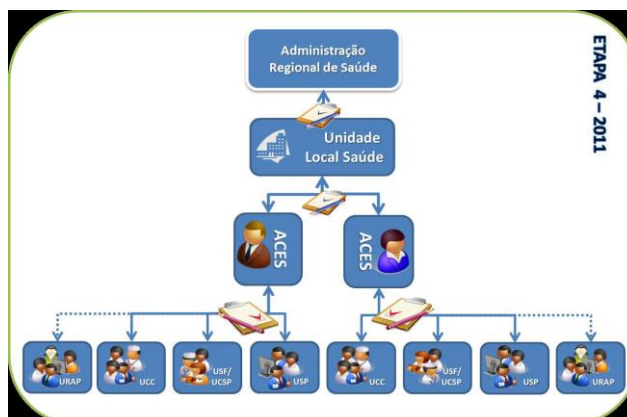 Administração
Regional de Saúde
ETAPA 4 – 2011
Unidade
Local Saúde
ACES
ACES
URAP
UCC
USF/
UCSP
USP
UCC
USF/
UCSP
USP
URAP